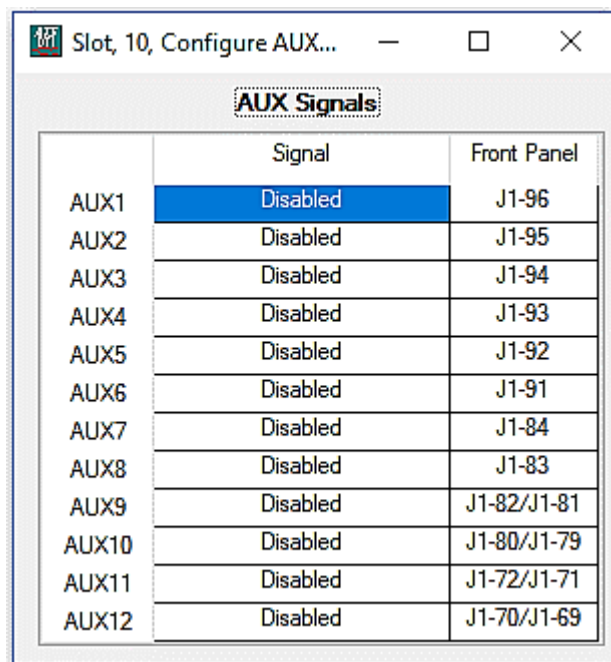 Slot, 10, Configure AUX...
AUX Signals
Signal Front Panel
AUX1 Disabled J1-96
AUX2 Disabled J1-95
AUX3 Disabled J1-94
AUX4 Disabled J1-93
AUX5 Disabled J1-92
AUX6 Disabled J1-91
AUX7 Disabled J1-84
AUX8 Disabled J1-83
AUX9 Disabled J1-82/J1-81
AUX10 Disabled J1-80/J1-79
AUX11 Disabled J1-72/J1-71
AUX12 Disabled J1-70/J1-69